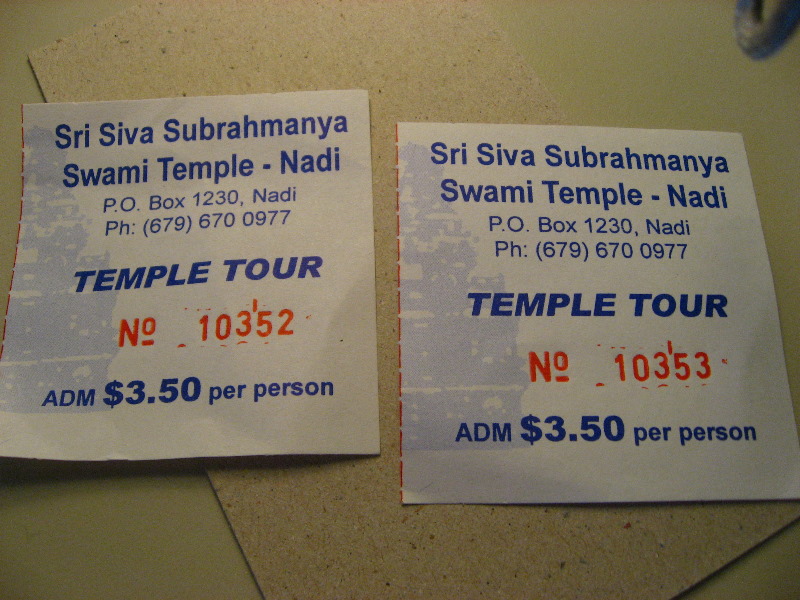 Sri Siva Subrahmanya
Swami Temple - Nadi
P.O. Box 1230, Nadi
Ph: (679) 670 0977
TEMPLE TOUR
Nº 10352
ADM $3.50 per person
Sri Siva Subrahmanya
Swami Temple - Nadi
P.O. Box 1230, Nadi
Ph: (679) 670 0977
TEMPLE TOUR
Nº 10353
ADM $3.50 per person